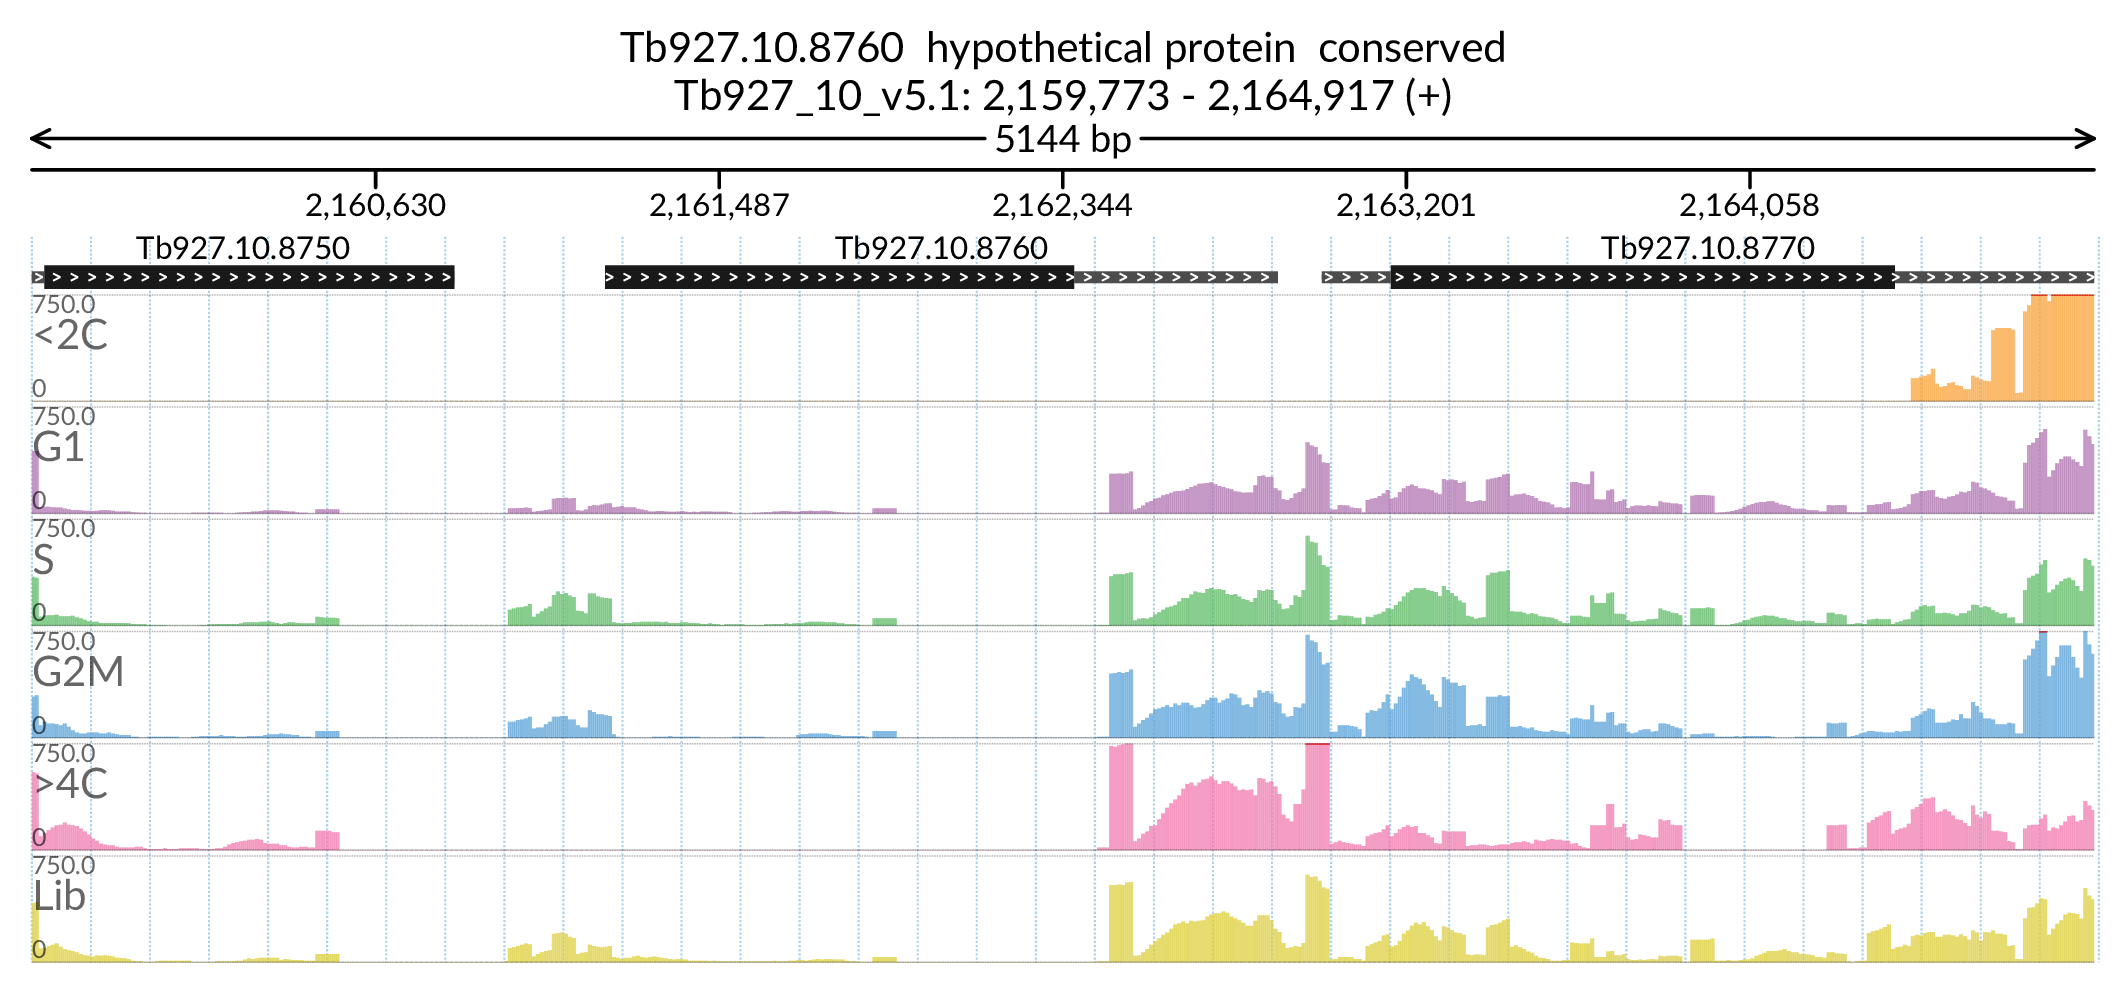 Tb927.10.8760 hypothetical protein conserved
Tb927_10_v5.1: 2,159,773 - 2,164,917 (+)
5144 bp
2,160,630 2,161,487 2,162,344 2,163,201 2,164,058
Tb927.10.8750 Tb927.10.8760 Tb927.10.8770
750.0
<2C
0
750.0
G1
0
750.0
S
0
750.0
G2M
0
750.0
>4C
0
750.0
Lib
0